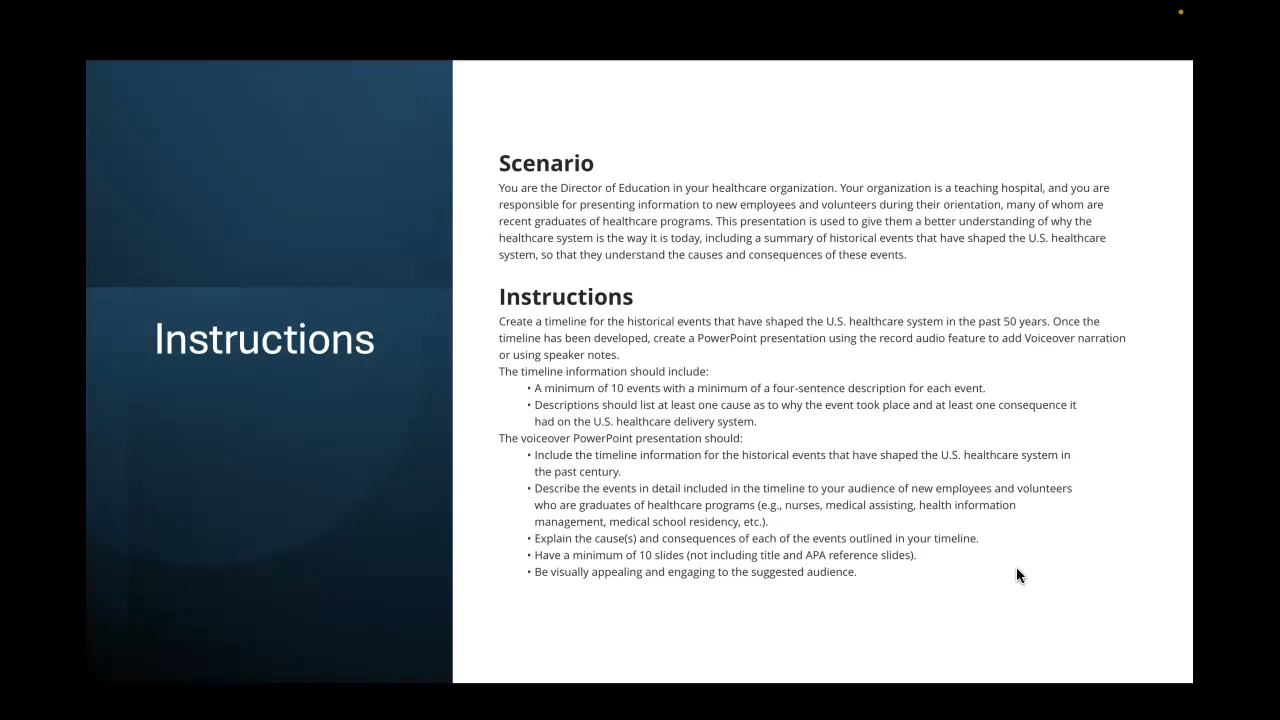 Instructions
Scenario
You are the Director of Education in your healthcare organization. Your organization is a teaching hospital, and you are
responsible for presenting information to new employees and volunteers during their orientation, many of whom are
recent graduates of healthcare programs. This presentation is used to give them a better understanding of why the
healthcare system is the way it is today, including a summary of historical events that have shaped the U.S. healthcare
system, so that they understand the causes and consequences of these events.
Instructions
Create a timeline for the historical events that have shaped the U.S. healthcare system in the past 50 years. Once the
timeline has been developed, create a PowerPoint presentation using the record audio feature to add Voiceover narration
or using speaker notes.
The timeline information should include:
• A minimum of 10 events with a minimum of a four-sentence description for each event.
• Descriptions should list at least one cause as to why the event took place and at least one consequence it
had on the U.S. healthcare delivery system.
The voiceover PowerPoint presentation should:
• Include the timeline information for the historical events that have shaped the U.S. healthcare system in
the past century.
• Describe the events in detail included in the timeline to your audience of new employees and volunteers
who are graduates of healthcare programs (e.g., nurses, medical assisting, health information
management, medical school residency, etc.).
• Explain the cause(s) and consequences of each of the events outlined in your timeline.
• Have a minimum of 10 slides (not including title and APA reference slides).
• Be visually appealing and engaging to the suggested audience.